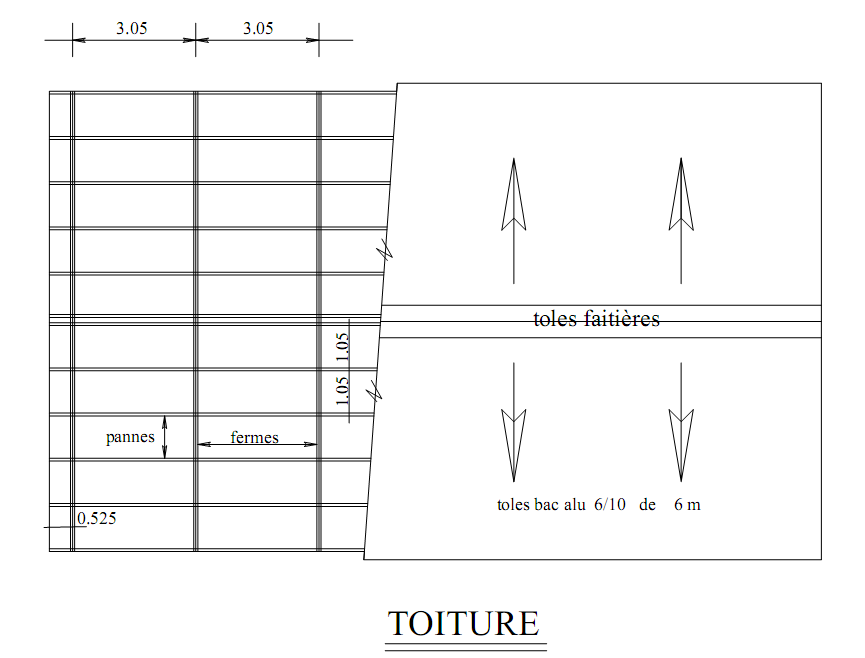 3.05 3.05
toles faitières
1.05
1.05
pannes
fermes
toles bac alu 6/10 de 6 m
0.525
TOITURE